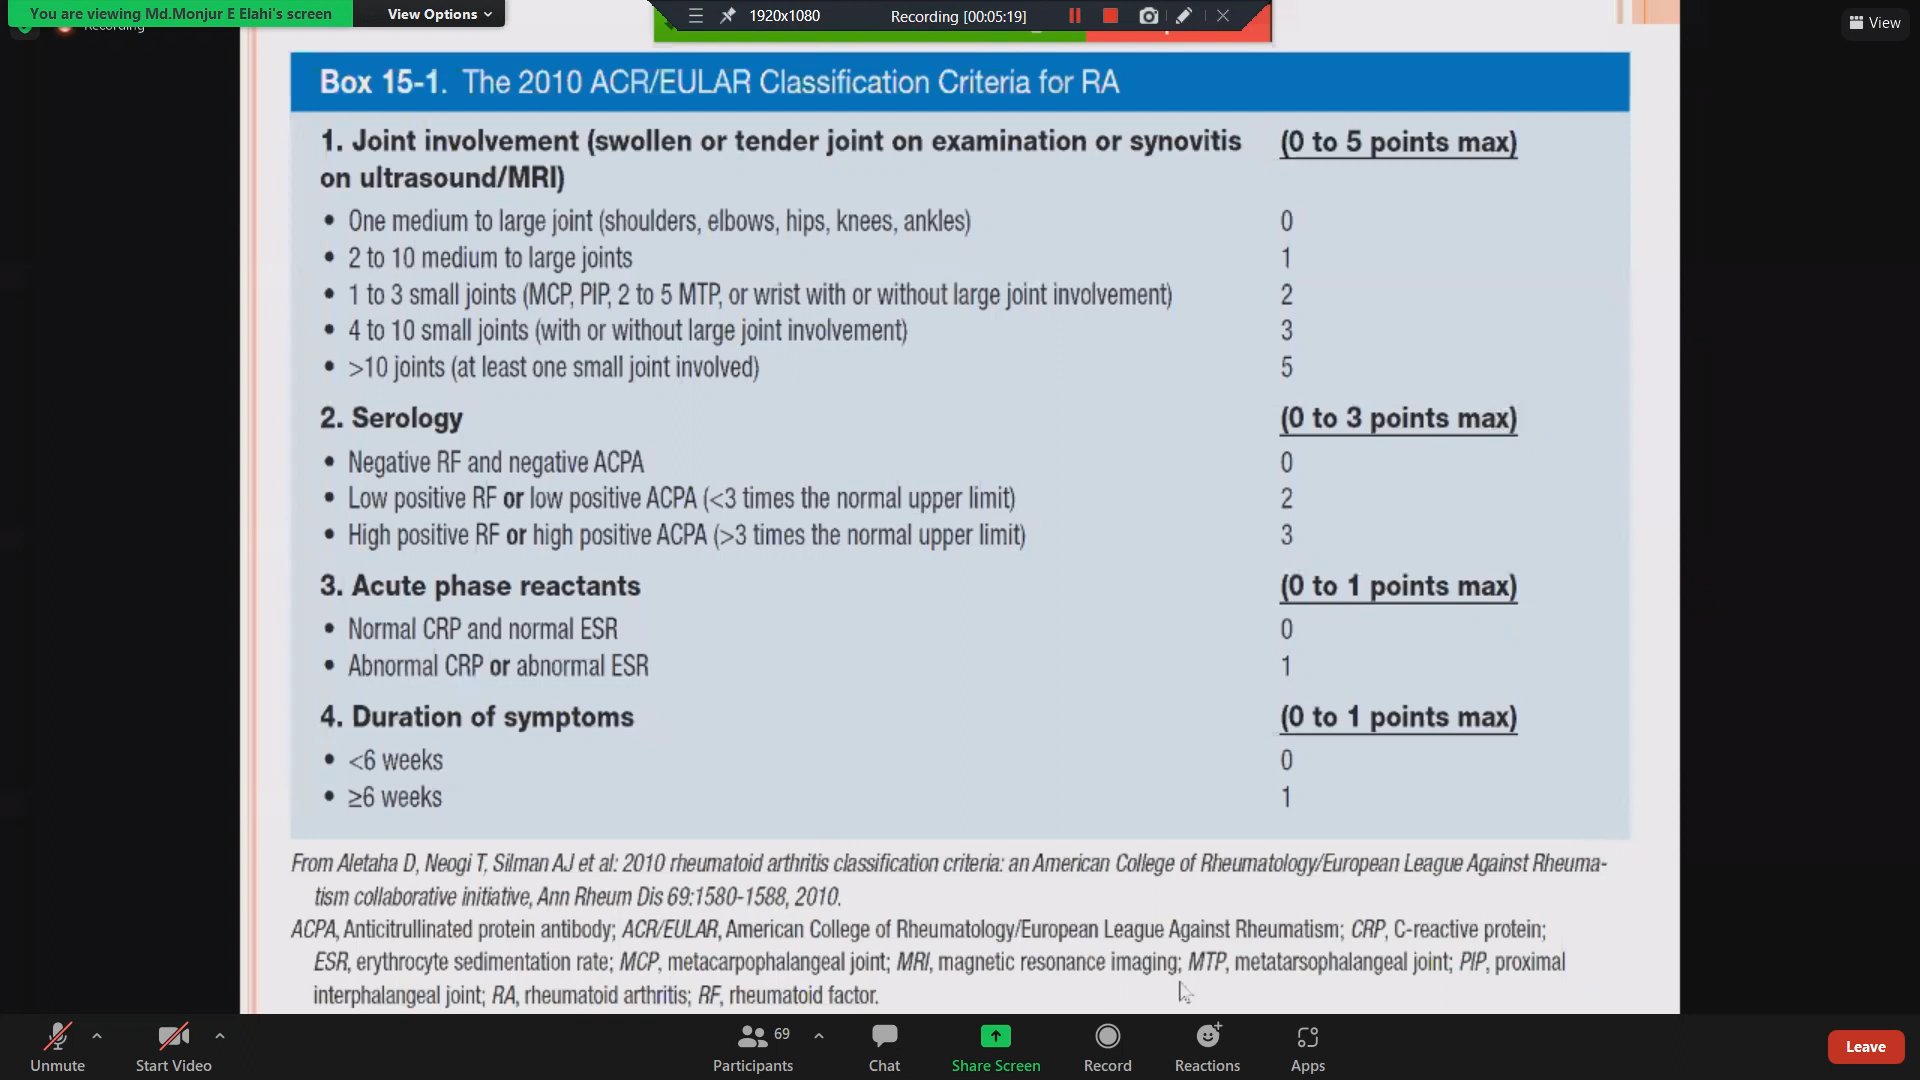 You are viewing Md.Monjur E Elahi's screen
View Options
1920x1080
Recording [00:05:19]
View
Recording
Box 15-1. The 2010 ACR/EULAR Classification Criteria for RA
1. Joint involvement (swollen or tender joint on examination or synovitis (0 to 5 points max)
on ultrasound/MRI)
• One medium to large joint (shoulders, elbows, hips, knees, ankles) 0
• 2 to 10 medium to large joints 1
• 1 to 3 small joints (MCP, PIP, 2 to 5 MTP, or wrist with or without large joint involvement) 2
• 4 to 10 small joints (with or without large joint involvement) 3
• >10 joints (at least one small joint involved) 5
2. Serology (0 to 3 points max)
• Negative RF and negative ACPA 0
• Low positive RF or low positive ACPA (<3 times the normal upper limit) 2
• High positive RF or high positive ACPA (>3 times the normal upper limit) 3
3. Acute phase reactants (0 to 1 points max)
• Normal CRP and normal ESR 0
• Abnormal CRP or abnormal ESR 1
4. Duration of symptoms (0 to 1 points max)
• <6 weeks 0
• ≥6 weeks 1
From Aletaha D, Neogi T, Silman AJ et al: 2010 rheumatoid arthritis classification criteria: an American College of Rheumatology/European League Against Rheuma-
tism collaborative initiative, Ann Rheum Dis 69:1580-1588, 2010.
ACPA, Anticitrullinated protein antibody; ACR/EULAR, American College of Rheumatology/European League Against Rheumatism; CRP, C-reactive protein;
ESR, erythrocyte sedimentation rate; MCP, metacarpophalangeal joint; MRI, magnetic resonance imaging; MTP, metatarsophalangeal joint; PIP, proximal
interphalangeal joint; RA, rheumatoid arthritis; RF, rheumatoid factor.
69
Unmute
Start Video
Participants
Chat
Share Screen
Record
Reactions
Apps
Leave